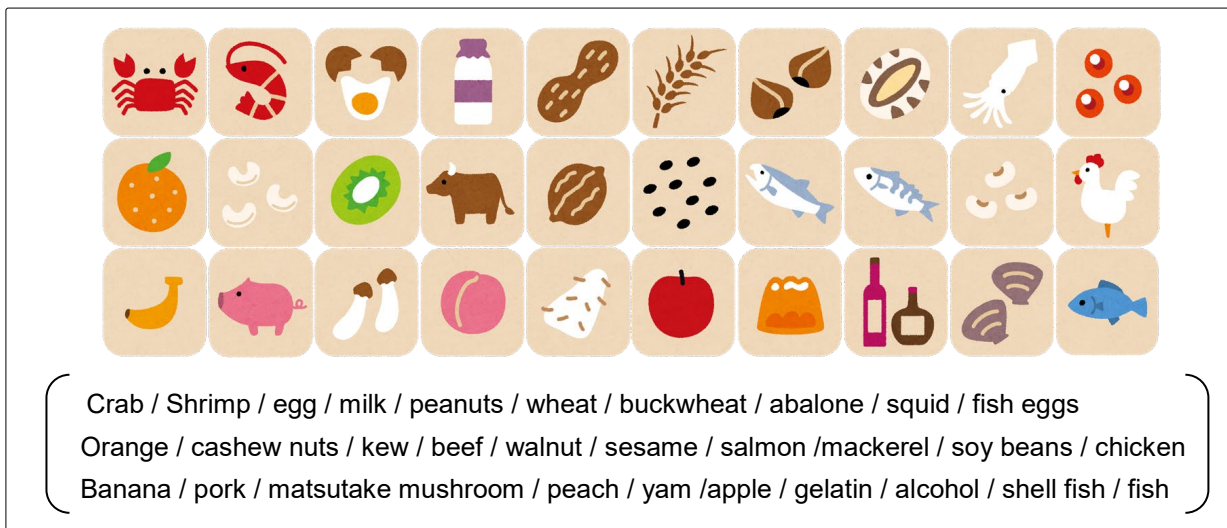 Crab / Shrimp / egg / milk / peanuts / wheat / buckwheat / abalone / squid / fish eggs
Orange / cashew nuts / kew / beef / walnut / sesame / salmon /mackerel / soy beans / chicken
Banana / pork / matsutake mushroom / peach / yam /apple / gelatin / alcohol / shell fish / fish